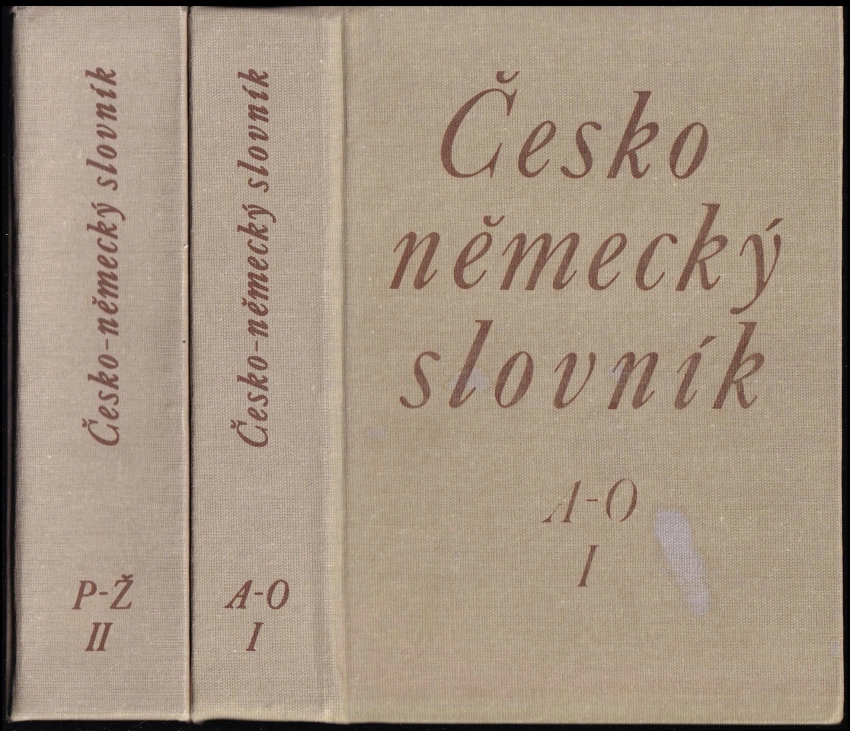 Česko-německý slovník
P-Ž
II
Česko-německý slovník
A-O
I
Česko
německý
slovník
A-O
I